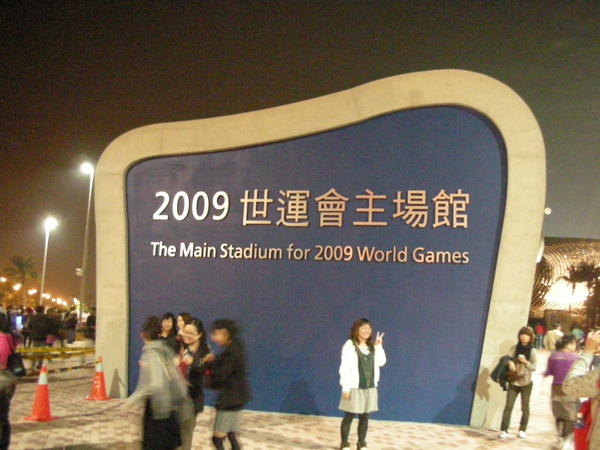 2009 世運會主場館
The Main Stadium for 2009 World Games